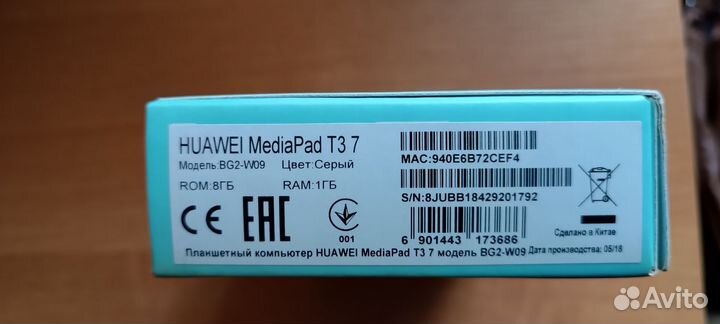 HUAWEI MediaPad T3 7
Модель:BG2-W09 Цвет:Серый
ROM:8ГБ RAM:1ГБ
CE EAC
001
MAC:940E6B72CEF4
S/N:8JUBB18429201792
6 901443 173686
Сделано в Китае
Планшетный компьютер HUAWEI MediaPad T3 7 модель BG2-W09 Дата производства: 05/18
Avito